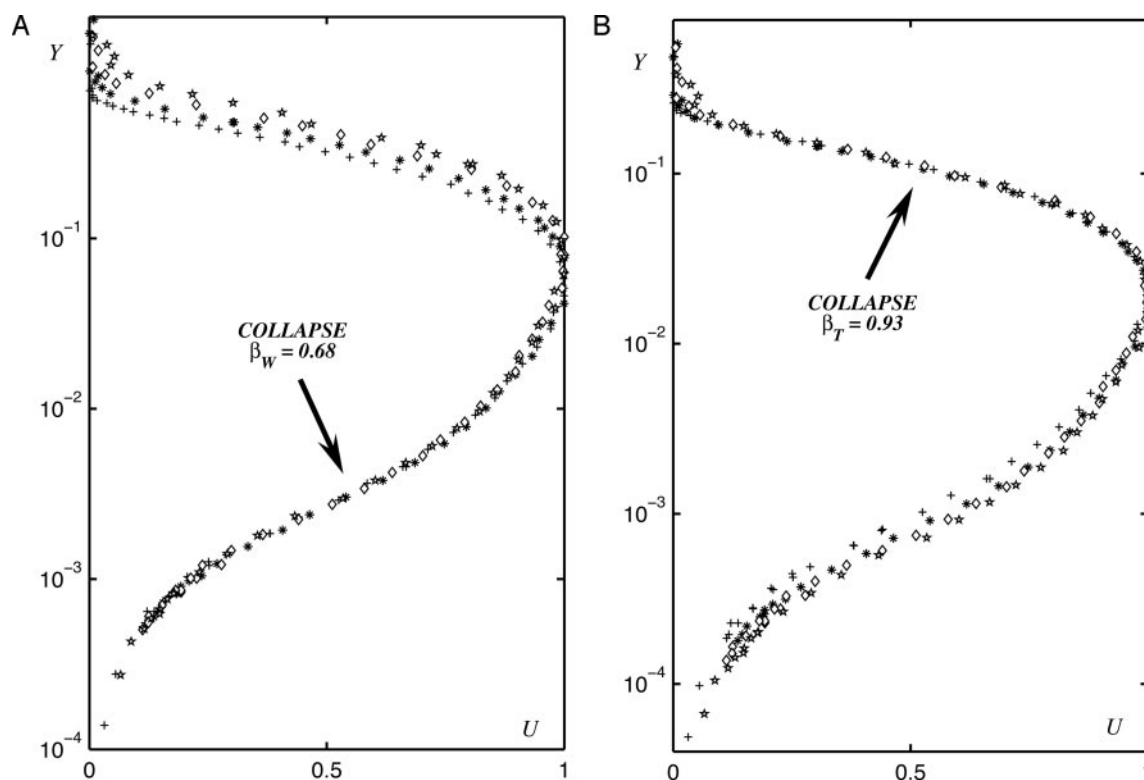 A
Y
10⁻¹
COLLAPSE
β_W = 0.68
10⁻²
10⁻³
10⁻⁴
U
0
0.5
1
B
Y
10⁻¹
COLLAPSE
β_T = 0.93
10⁻²
10⁻³
10⁻⁴
U
0
0.5